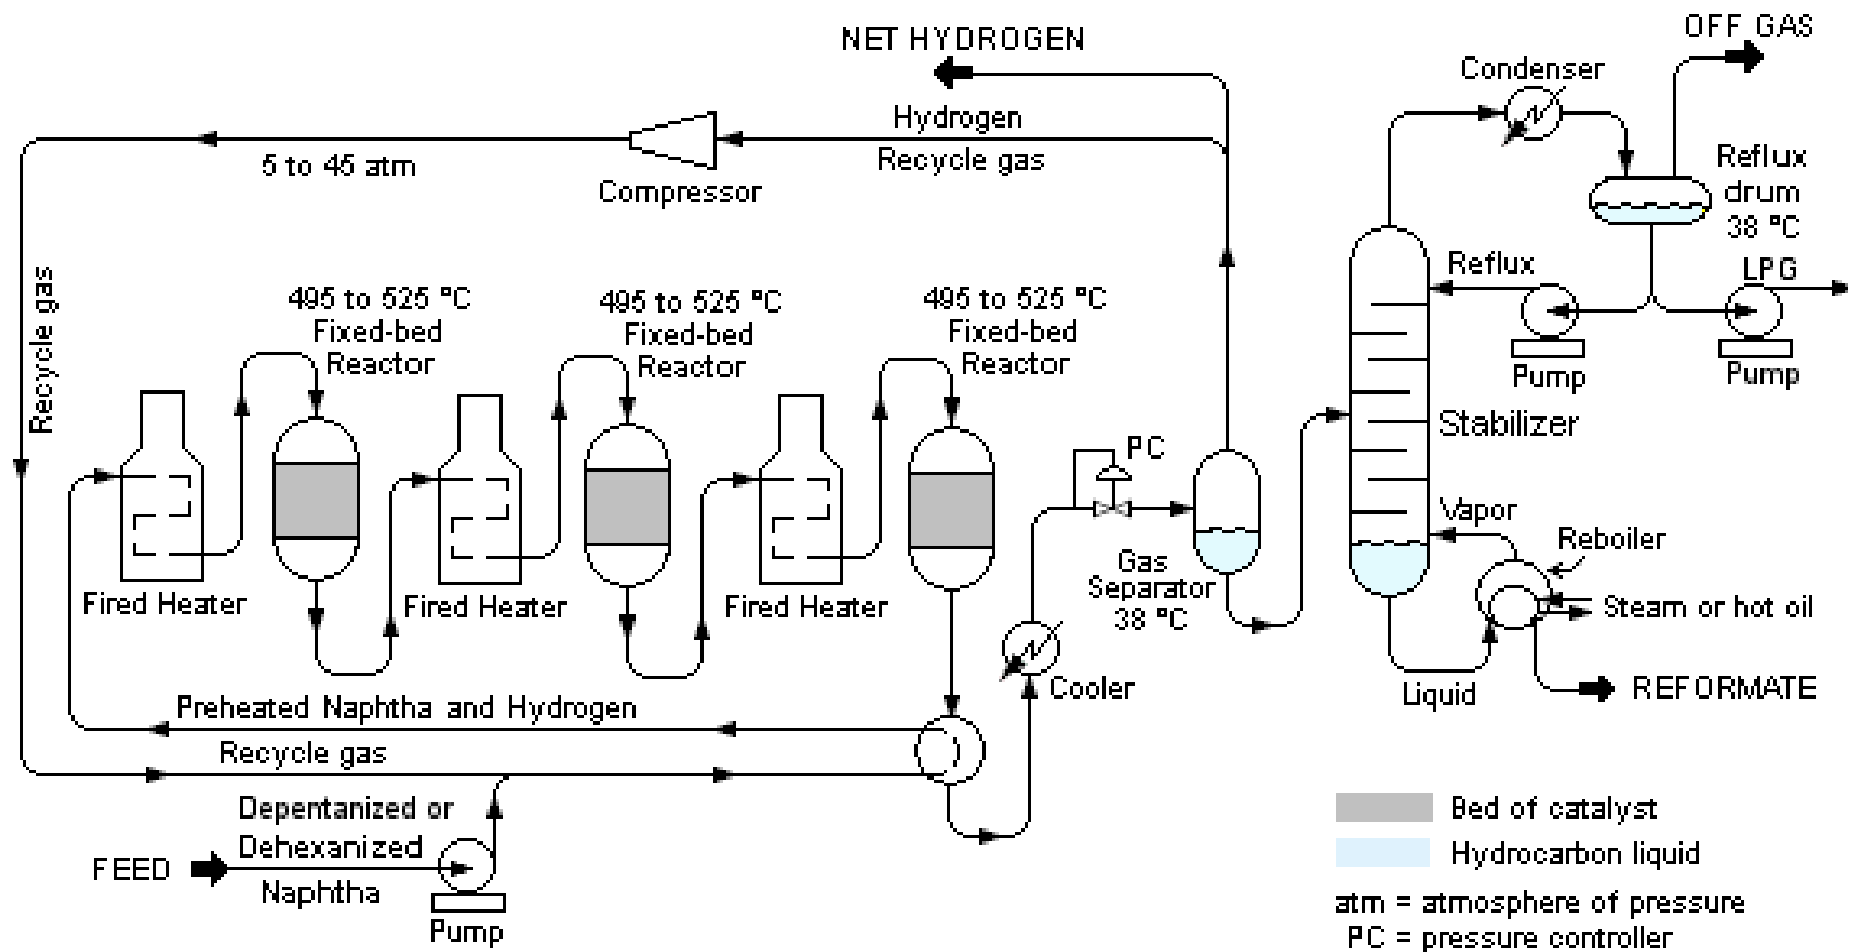 NET HYDROGEN
OFF GAS
Condenser
Hydrogen
Recycle gas
5 to 45 atm
Compressor
Reflux
drum
38 °C
Recycle gas
Reflux
LPG
495 to 525 °C
Fixed-bed
Reactor
495 to 525 °C
Fixed-bed
Reactor
495 to 525 °C
Fixed-bed
Reactor
Pump
Pump
Stabilizer
PC
Vapor
Reboiler
Gas
Separator
38 °C
Fired Heater
Fired Heater
Fired Heater
Steam or hot oil
Cooler
Liquid
REFORMATE
Preheated Naphtha and Hydrogen
Recycle gas
Depentanized or
Dehexanized
Naphtha
FEED
Pump
Bed of catalyst
Hydrocarbon liquid
atm = atmosphere of pressure
PC = pressure controller